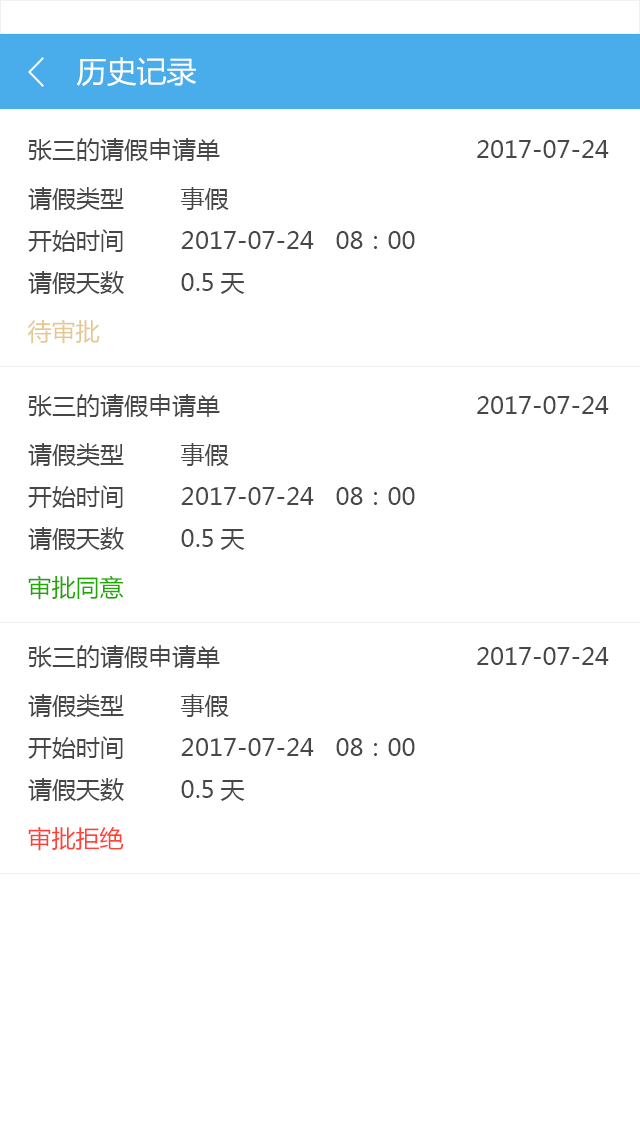 历史记录
张三的请假申请单 2017-07-24
请假类型 事假
开始时间 2017-07-24 08：00
请假天数 0.5 天
待审批
张三的请假申请单 2017-07-24
请假类型 事假
开始时间 2017-07-24 08：00
请假天数 0.5 天
审批同意
张三的请假申请单 2017-07-24
请假类型 事假
开始时间 2017-07-24 08：00
请假天数 0.5 天
审批拒绝